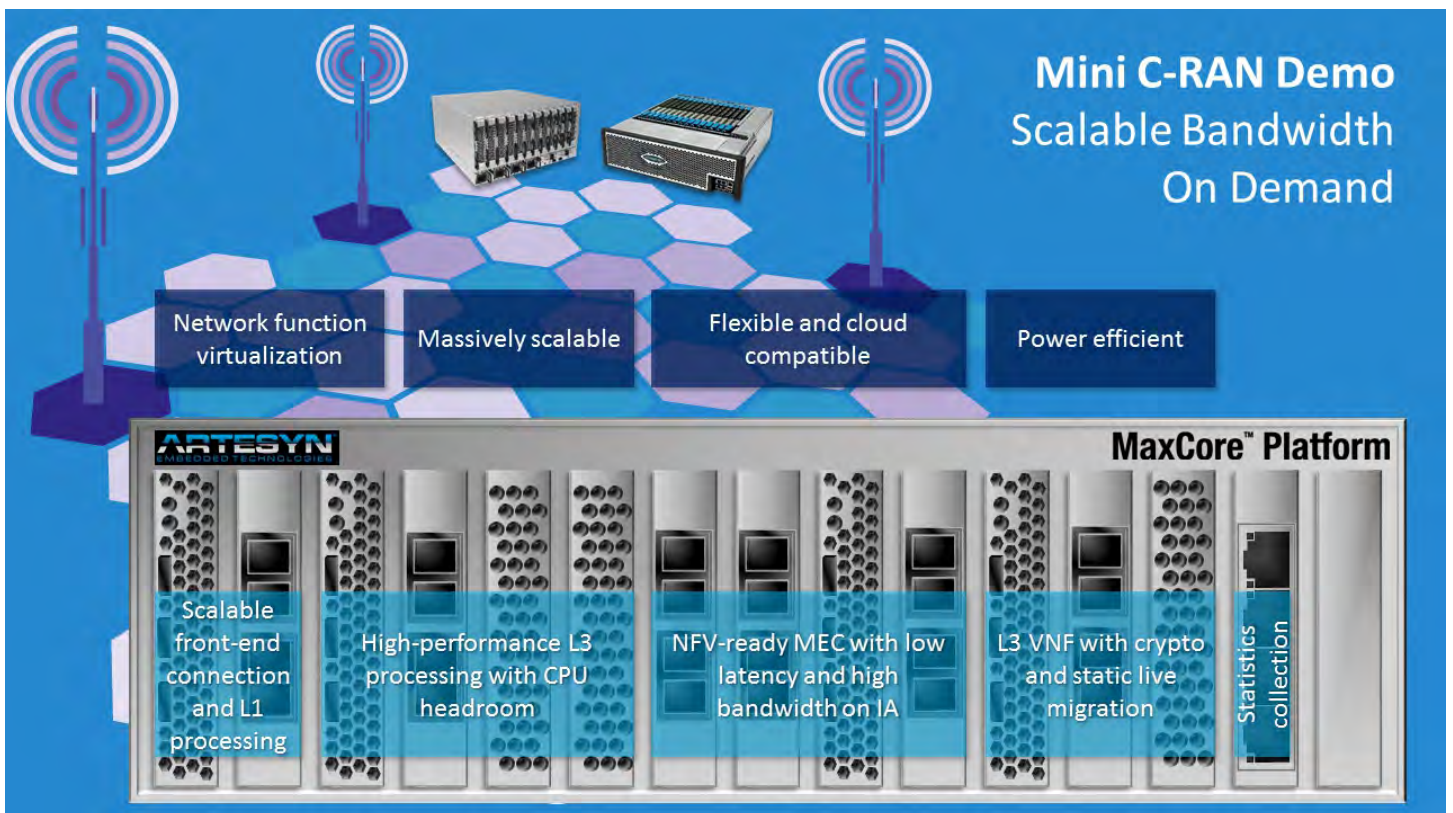 Mini C-RAN Demo
Scalable Bandwidth
On Demand
Network function
virtualization
Massively scalable
Flexible and cloud
compatible
Power efficient
ARTESYN
EMBEDDED TECHNOLOGIES
MaxCore™ Platform
Scalable
front-end
connection
and L1
processing
High-performance L3
processing with CPU
headroom
NFV-ready MEC with low
latency and high
bandwidth on IA
L3 VNF with crypto
and static live
migration
Statistics
collection